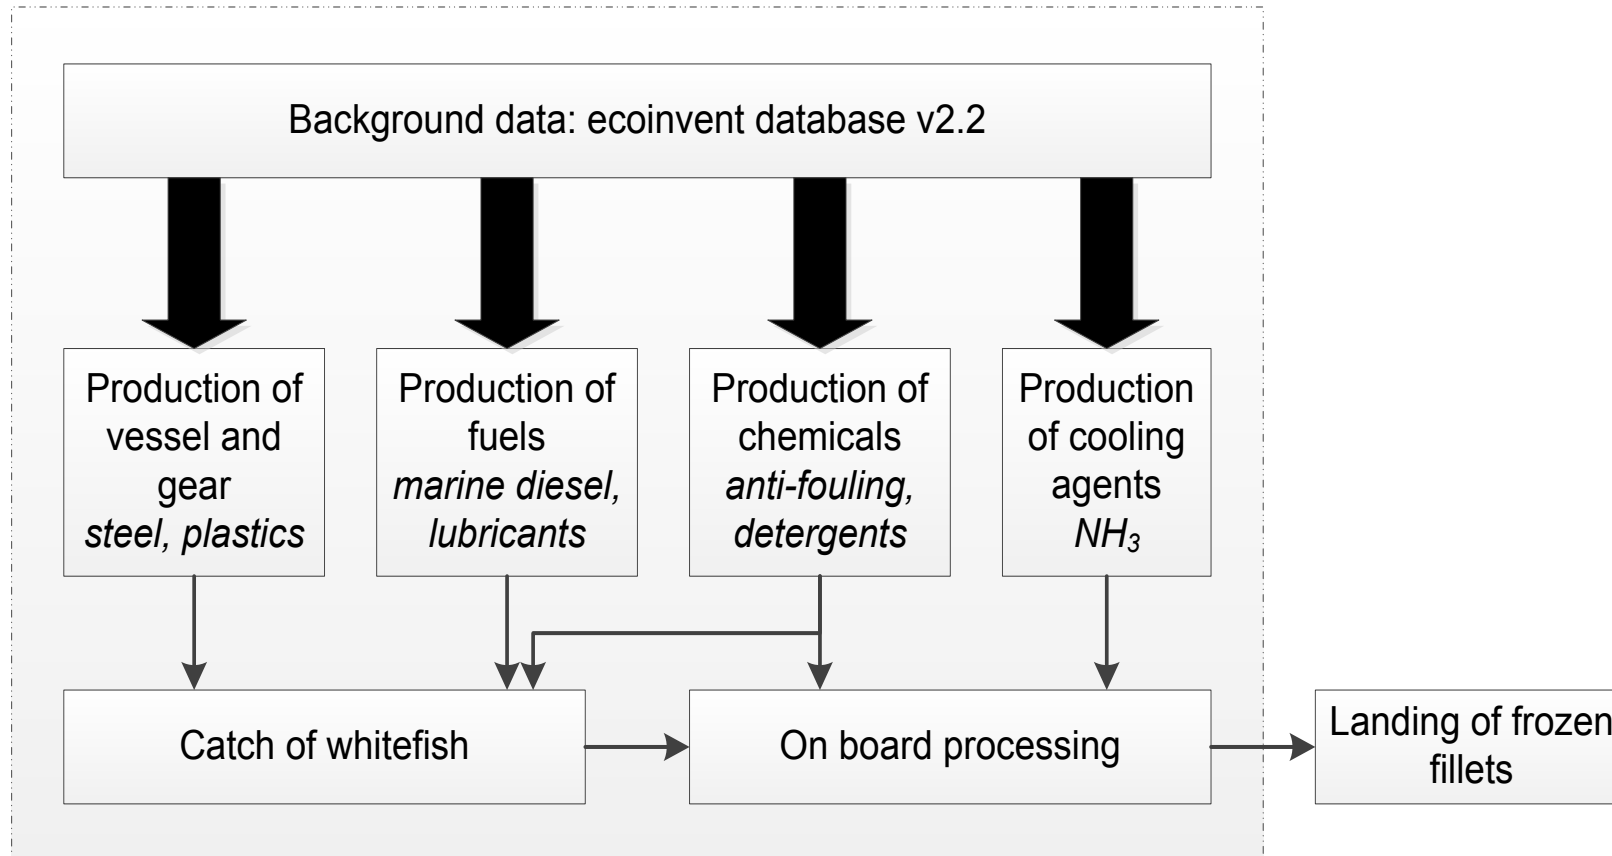 Background data: ecoinvent database v2.2
Production of
vessel and
gear
steel, plastics
Production of
fuels
marine diesel,
lubricants
Production of
chemicals
anti-fouling,
detergents
Production
of cooling
agents
NH₃
Catch of whitefish
On board processing
Landing of frozen
fillets